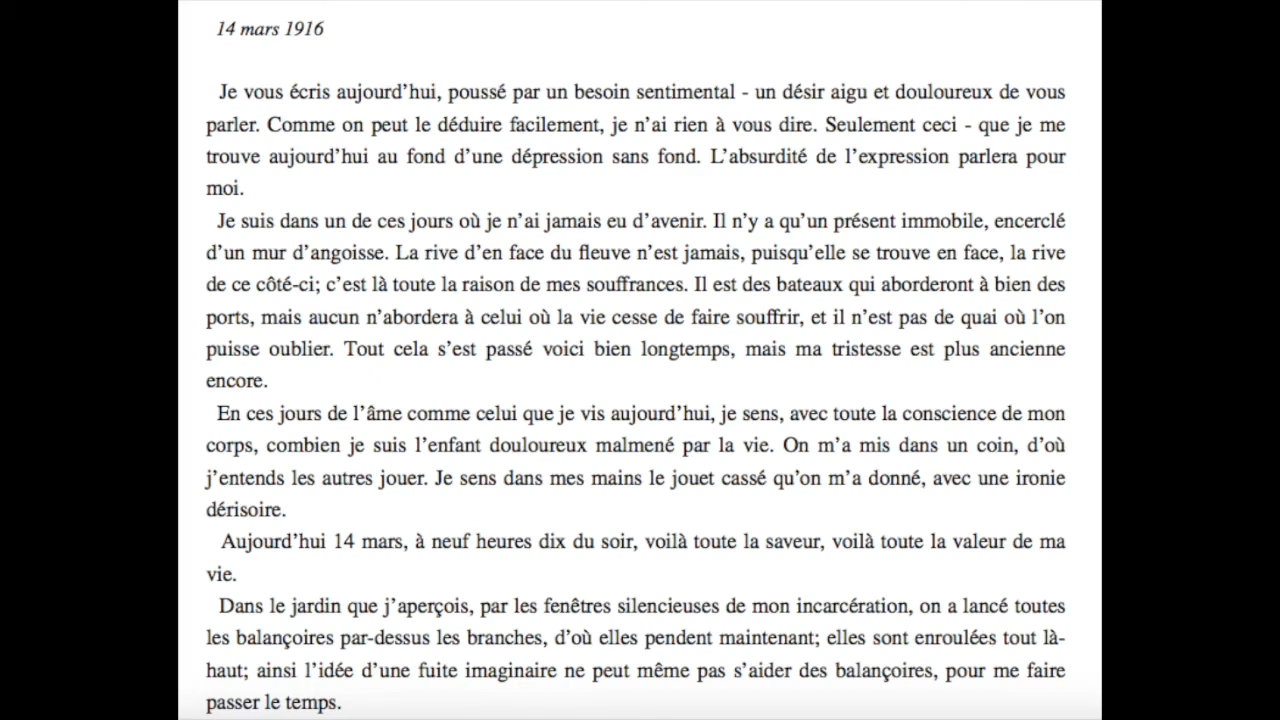 14 mars 1916
Je vous écris aujourd’hui, poussé par un besoin sentimental - un désir aigu et douloureux de vous
parler. Comme on peut le déduire facilement, je n’ai rien à vous dire. Seulement ceci - que je me
trouve aujourd’hui au fond d’une dépression sans fond. L’absurdité de l’expression parlera pour
moi.
Je suis dans un de ces jours où je n’ai jamais eu d’avenir. Il n’y a qu’un présent immobile, encerclé
d’un mur d’angoisse. La rive d’en face du fleuve n’est jamais, puisqu’elle se trouve en face, la rive
de ce côté-ci; c’est là toute la raison de mes souffrances. Il est des bateaux qui aborderont à bien des
ports, mais aucun n’abordera à celui où la vie cesse de faire souffrir, et il n’est pas de quai où l’on
puisse oublier. Tout cela s’est passé voici bien longtemps, mais ma tristesse est plus ancienne
encore.
En ces jours de l’âme comme celui que je vis aujourd’hui, je sens, avec toute la conscience de mon
corps, combien je suis l’enfant douloureux malmené par la vie. On m’a mis dans un coin, d’où
j’entends les autres jouer. Je sens dans mes mains le jouet cassé qu’on m’a donné, avec une ironie
dérisoire.
Aujourd’hui 14 mars, à neuf heures dix du soir, voilà toute la saveur, voilà toute la valeur de ma
vie.
Dans le jardin que j’aperçois, par les fenêtres silencieuses de mon incarcération, on a lancé toutes
les balançoires par-dessus les branches, d’où elles pendent maintenant; elles sont enroulées tout là-
haut; ainsi l’idée d’une fuite imaginaire ne peut même pas s’aider des balançoires, pour me faire
passer le temps.